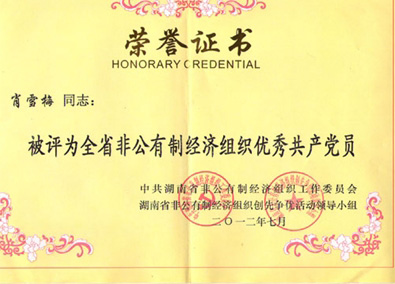 荣誉证书
HONORARY CREDENTIAL
肖雪梅 同志：
被评为全省非公有制经济组织优秀共产党员
中共湖南省非公有制经济组织工作委员会
湖南省非公有制经济组织创先争优活动领导小组
二〇一二年七月